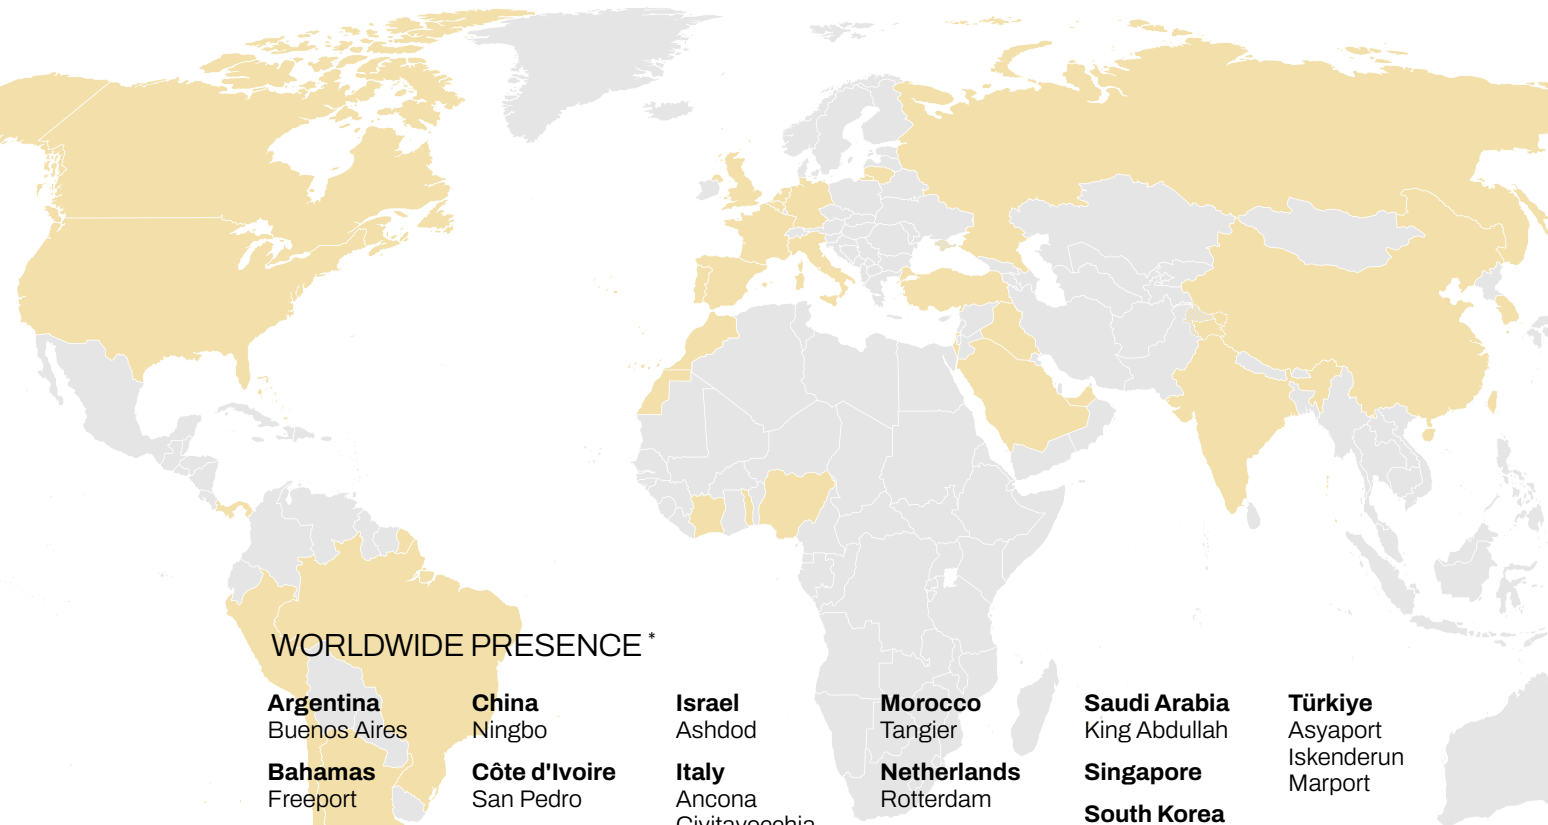 WORLDWIDE PRESENCE *
Argentina
Buenos Aires
Bahamas
Freeport
China
Ningbo
Côte d'Ivoire
San Pedro
Israel
Ashdod
Italy
Ancona
Civitavecchia
Morocco
Tangier
Netherlands
Rotterdam
Saudi Arabia
King Abdullah
Singapore
South Korea
Türkiye
Asyaport
Iskenderun
Marport